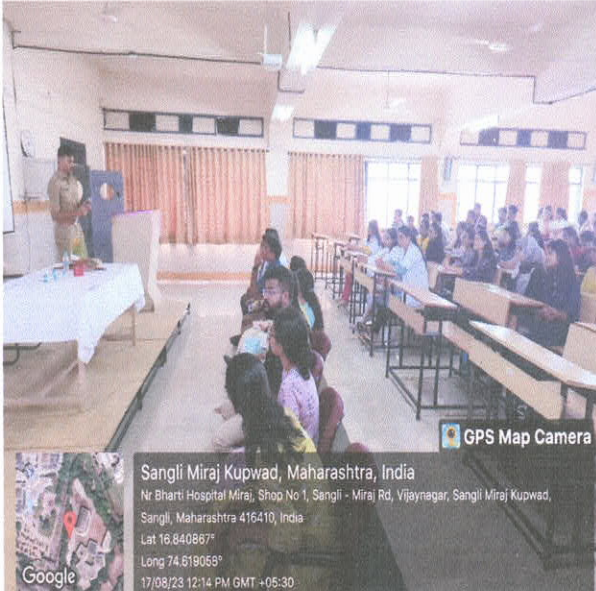 GPS Map Camera
Sangli Miraj Kupwad, Maharashtra, India
Nr Bharti Hospital Miraj, Shop No 1, Sangli - Miraj Rd, Vijaynagar, Sangli Miraj Kupwad,
Sangli, Maharashtra 416410, India
Lat 16.840867°
Long 74.619059°
17/08/23 12:14 PM GMT +05:30
Google